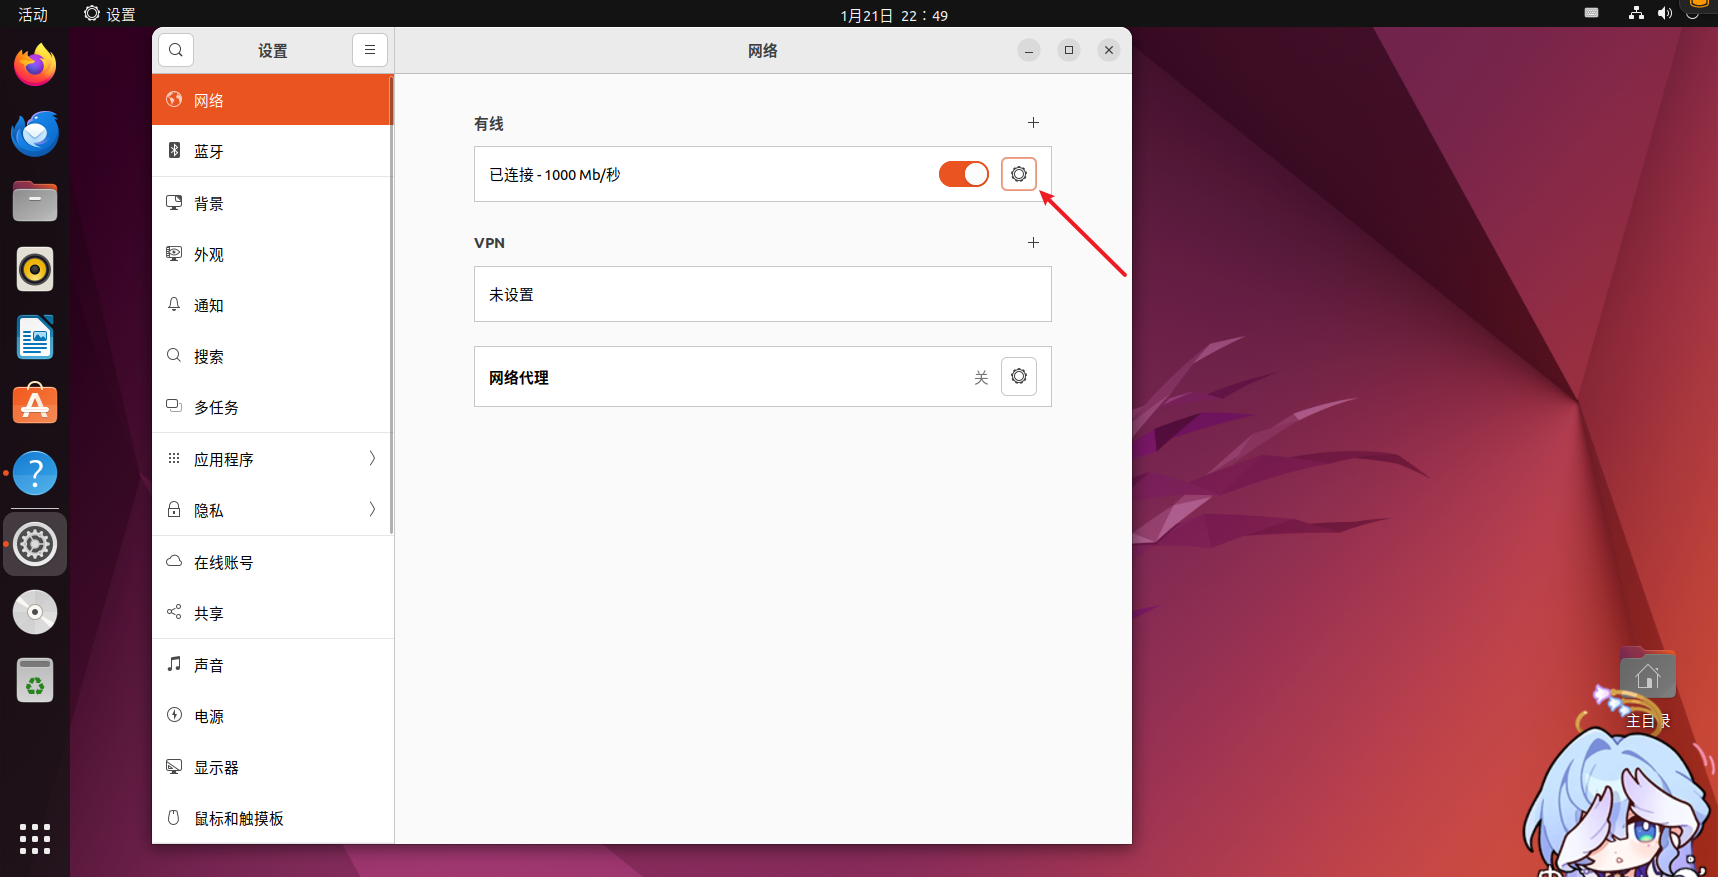 活动
设置
1月21日 22：49
设置
网络
网络
蓝牙
背景
外观
通知
搜索
多任务
应用程序
隐私
在线账号
共享
声音
电源
显示器
鼠标和触摸板
有线
已连接 - 1000 Mb/秒
VPN
未设置
网络代理
关
主目录